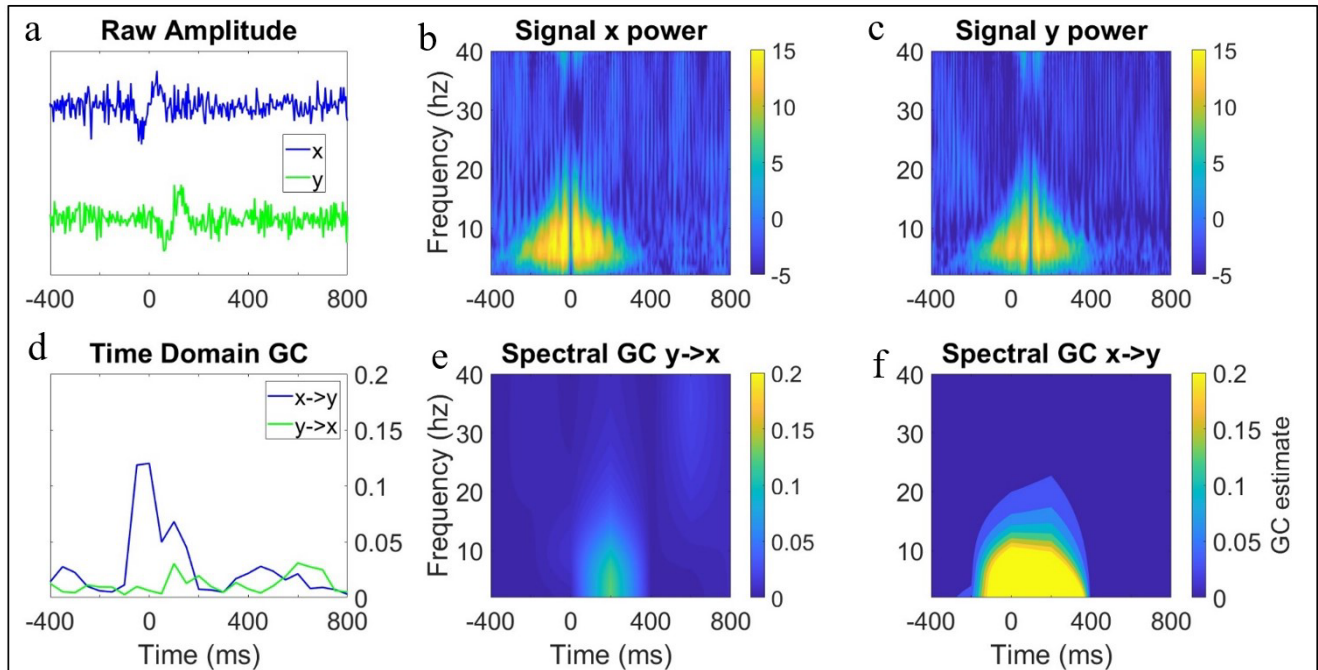 a
Raw Amplitude
x
y
-400 0 400 800
b
Signal x power
Frequency (hz)
40
30
20
10
-400 0 400 800
15
10
5
0
-5
c
Signal y power
40
30
20
10
-400 0 400 800
15
10
5
0
-5
d
Time Domain GC
x->y
y->x
0.2
0.15
0.1
0.05
0
-400 0 400 800
Time (ms)
e
Spectral GC y->x
Frequency (hz)
40
30
20
10
-400 0 400 800
Time (ms)
0.2
0.15
0.1
0.05
0
f
Spectral GC x->y
40
30
20
10
-400 0 400 800
Time (ms)
0.2
0.15
0.1
0.05
0
GC estimate